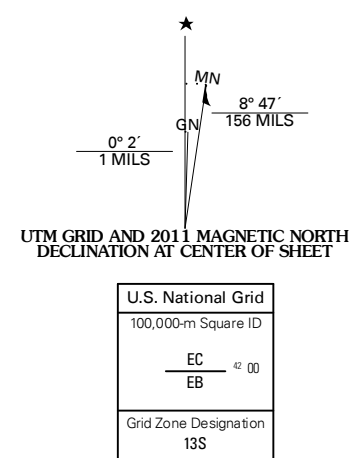 ★
MN
8° 47´
156 MILS
GN
0° 2´
1 MILS
UTM GRID AND 2011 MAGNETIC NORTH
DECLINATION AT CENTER OF SHEET
U.S. National Grid
100,000-m Square ID
EC
42 00
EB
Grid Zone Designation
13S